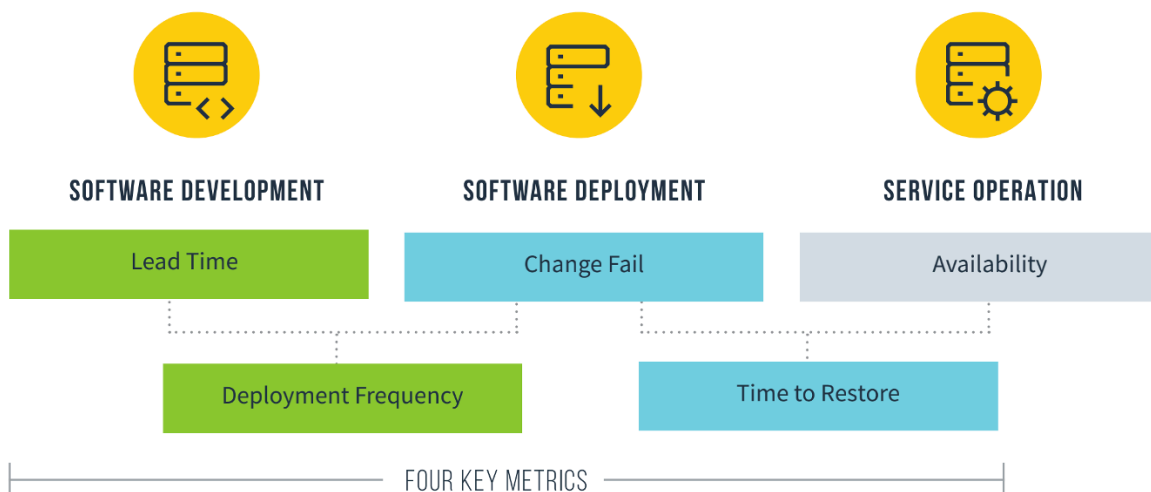 SOFTWARE DEVELOPMENT
SOFTWARE DEPLOYMENT
SERVICE OPERATION
Lead Time
Change Fail
Availability
Deployment Frequency
Time to Restore
FOUR KEY METRICS